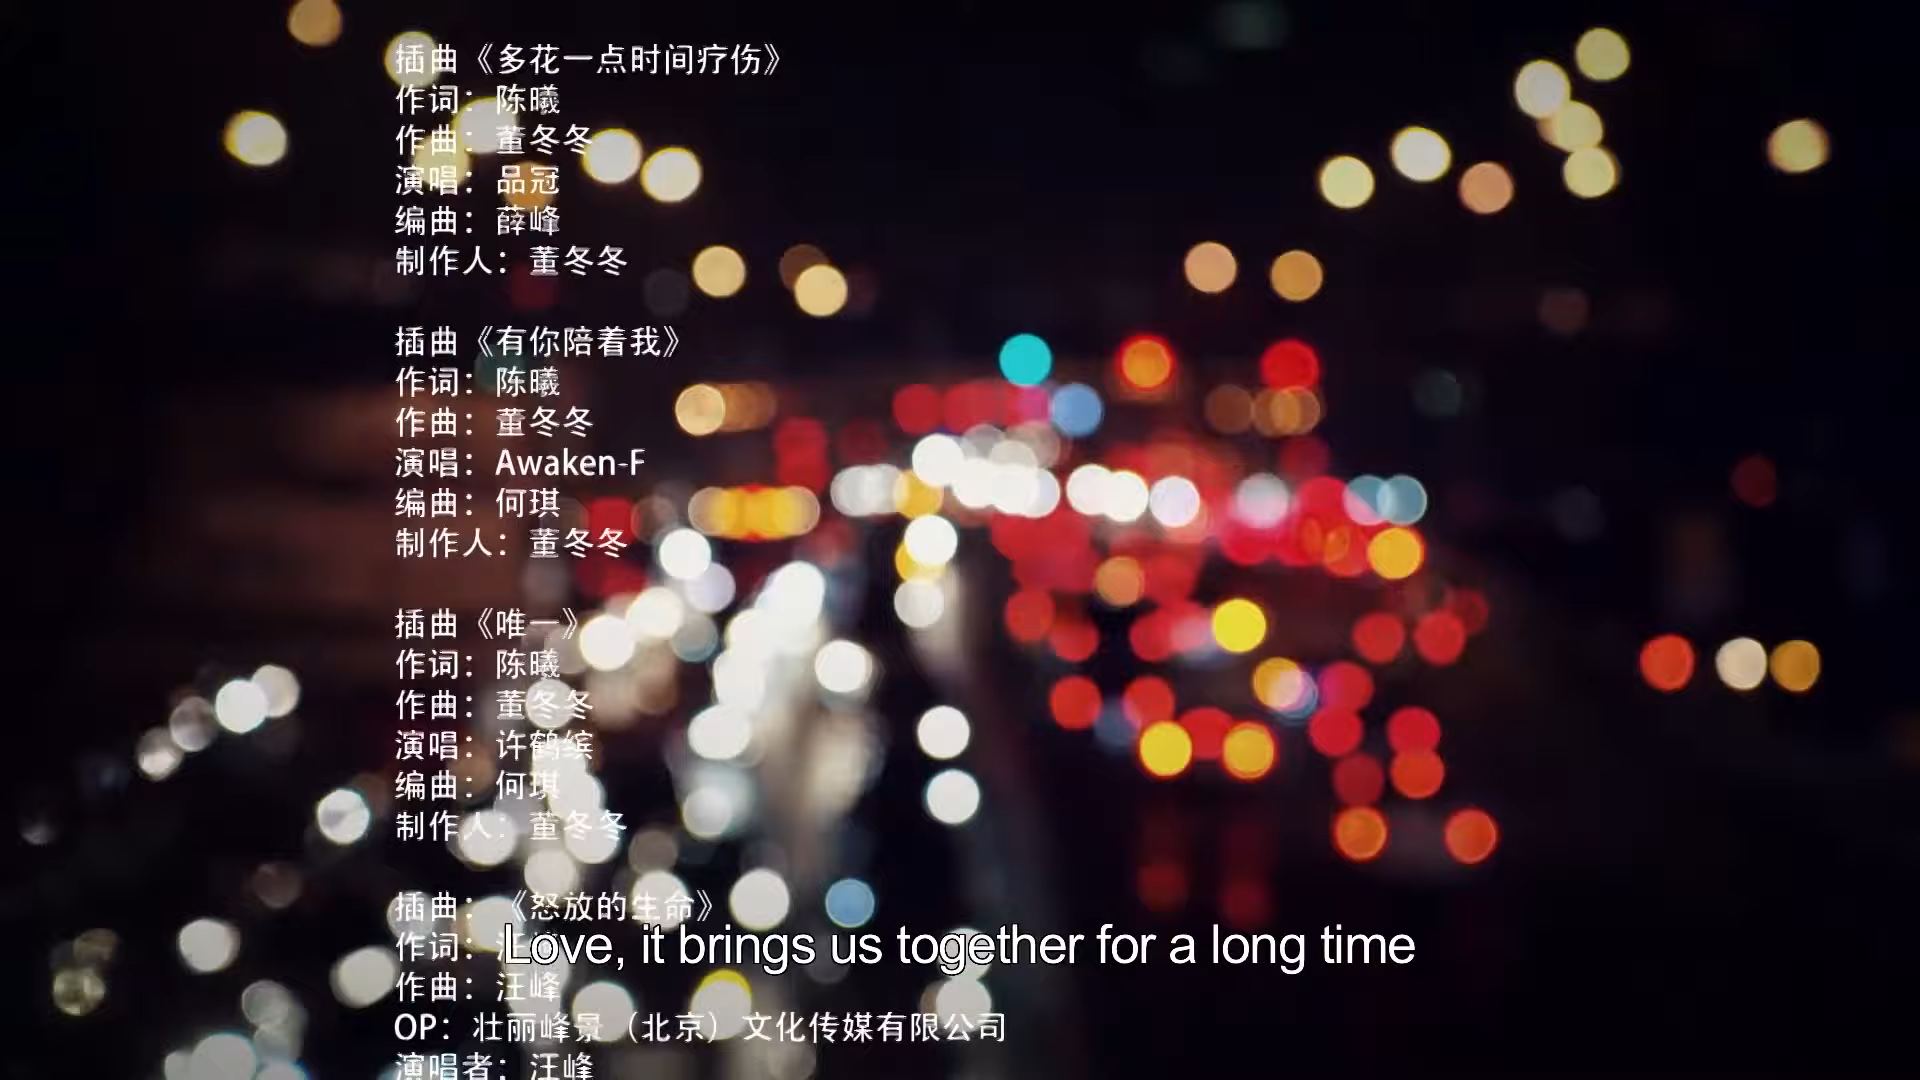 插曲《多花一点时间疗伤》
作词：陈曦
作曲：董冬冬
演唱：品冠
编曲：薛峰
制作人：董冬冬
插曲《有你陪着我》
作词：陈曦
作曲：董冬冬
演唱：Awaken-F
编曲：何琪
制作人：董冬冬
插曲《唯一》
作词：陈曦
作曲：董冬冬
演唱：许鹤缤
编曲：何琪
制作人：董冬冬
插曲：《怒放的生命》
作词：汪峰
Love, it brings us together for a long time
作曲：汪峰
OP：壮丽峰景（北京）文化传媒有限公司
演唱者：汪峰